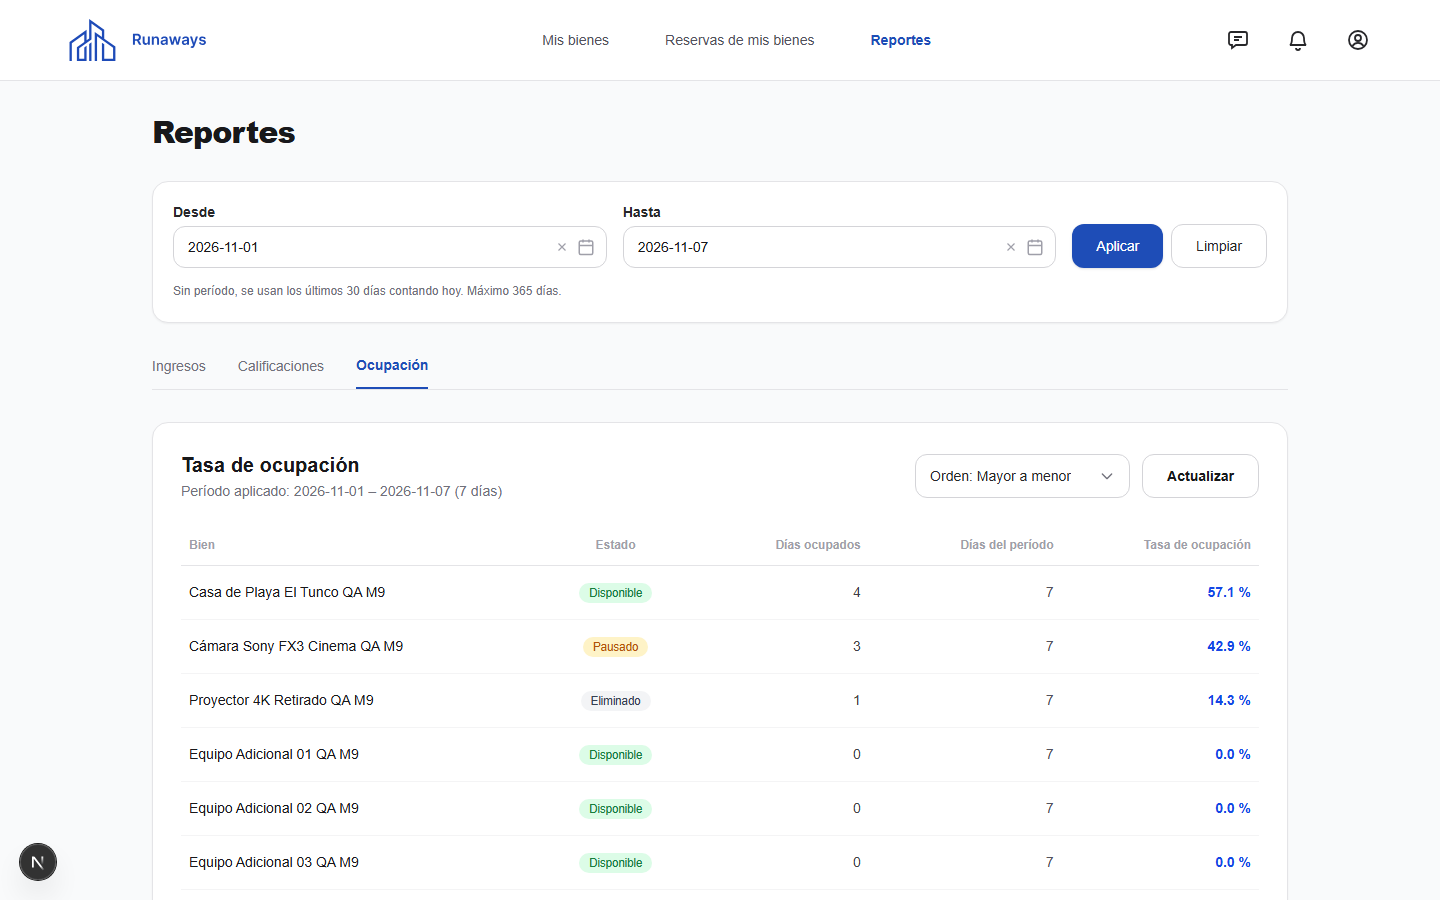 Runaways
Mis bienes
Reservas de mis bienes
Reportes
Reportes
Desde
Hasta
2026-11-01
2026-11-07
Aplicar
Limpiar
Sin período, se usan los últimos 30 días contando hoy. Máximo 365 días.
Ingresos
Calificaciones
Ocupación
Tasa de ocupación
Período aplicado: 2026-11-01 – 2026-11-07 (7 días)
Orden: Mayor a menor
Actualizar
Bien Estado Días ocupados Días del período Tasa de ocupación
Casa de Playa El Tunco QA M9 Disponible 4 7 57.1 %
Cámara Sony FX3 Cinema QA M9 Pausado 3 7 42.9 %
Proyector 4K Retirado QA M9 Eliminado 1 7 14.3 %
Equipo Adicional 01 QA M9 Disponible 0 7 0.0 %
Equipo Adicional 02 QA M9 Disponible 0 7 0.0 %
Equipo Adicional 03 QA M9 Disponible 0 7 0.0 %
N